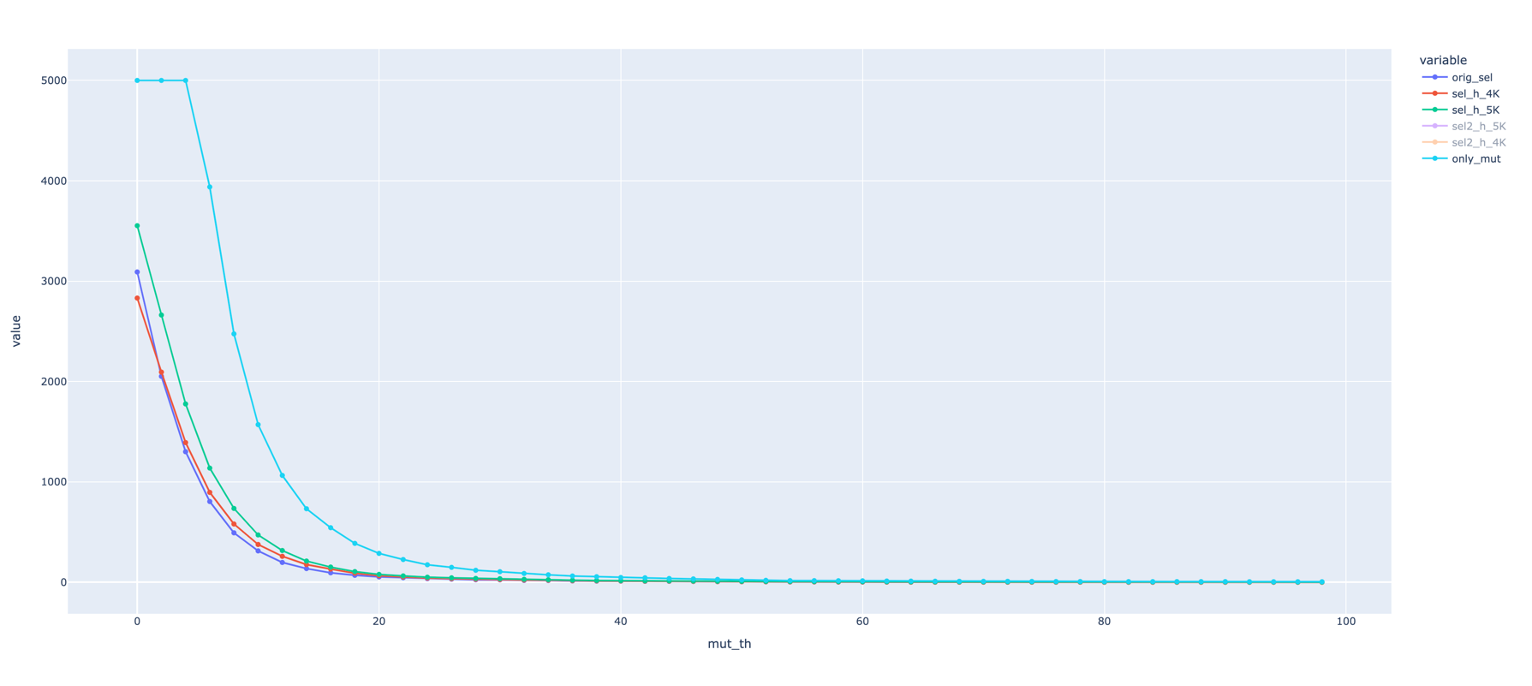 variable
orig_sel
sel_h_4K
sel_h_5K
sel2_h_5K
sel2_h_4K
only_mut
value
5000
4000
3000
2000
1000
0
0 20 40 60 80 100
mut_th